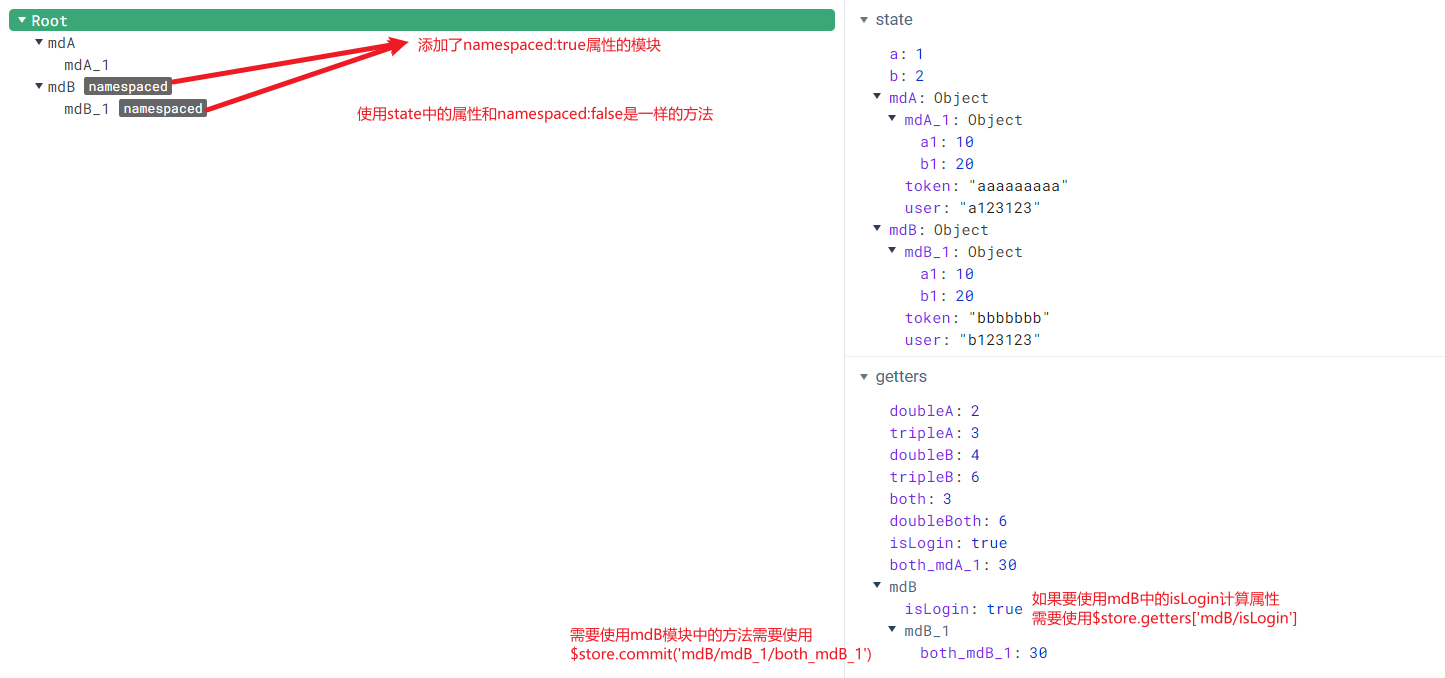 Root
mdA
mdA_1
mdB namespaced
mdB_1 namespaced
添加了namespaced:true属性的模块
使用state中的属性和namespaced:false是一样的方法
需要使用mdB模块中的方法需要使用
$store.commit('mdB/mdB_1/both_mdB_1')
state
a: 1
b: 2
mdA: Object
mdA_1: Object
a1: 10
b1: 20
token: "aaaaaaaaa"
user: "a123123"
mdB: Object
mdB_1: Object
a1: 10
b1: 20
token: "bbbbbbb"
user: "b123123"
getters
doubleA: 2
tripleA: 3
doubleB: 4
tripleB: 6
both: 3
doubleBoth: 6
isLogin: true
both_mdA_1: 30
mdB
isLogin: true
如果要使用mdB中的isLogin计算属性
需要使用$store.getters['mdB/isLogin']
mdB_1
both_mdB_1: 30